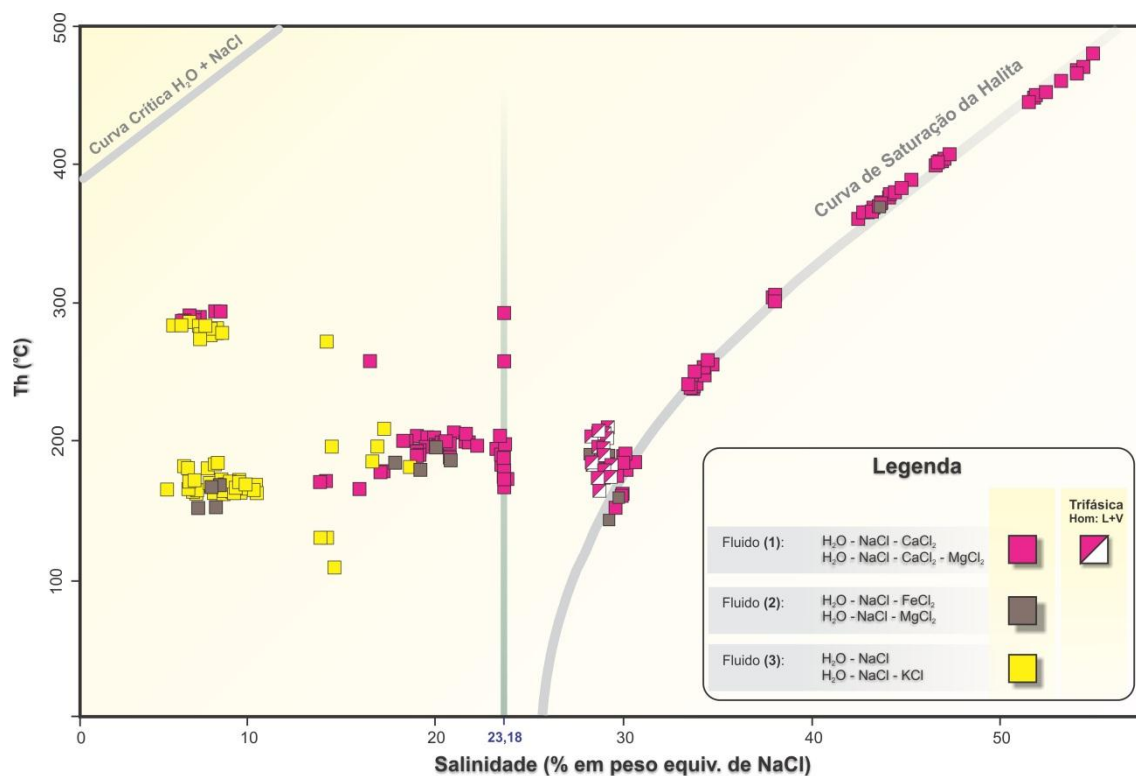 500
400
300
200
100
Th (°C)
Curva Crítica H₂O + NaCl
Curva de Saturação da Halita
Legenda
Trifásica
Hom: L+V
Fluido (1): H₂O - NaCl - CaCl₂
H₂O - NaCl - CaCl₂ - MgCl₂
Fluido (2): H₂O - NaCl - FeCl₂
H₂O - NaCl - MgCl₂
Fluido (3): H₂O - NaCl
H₂O - NaCl - KCl
0 10 20 23,18 30 40 50
Salinidade (% em peso equiv. de NaCl)